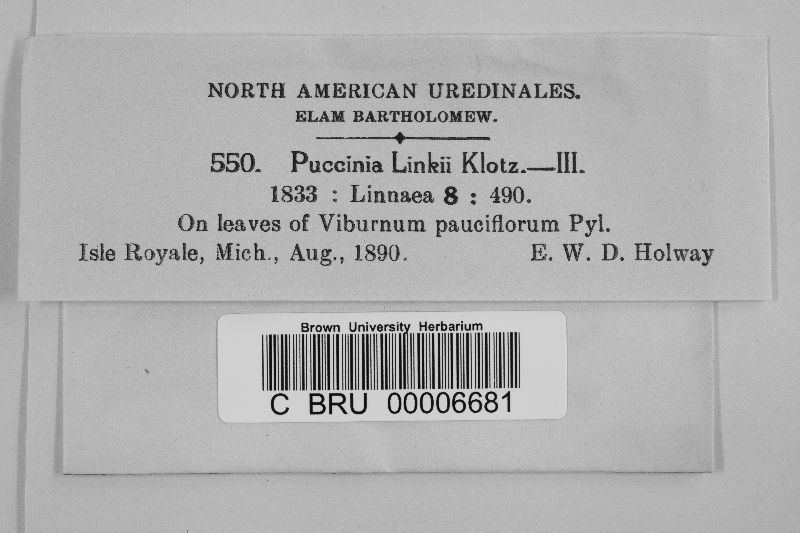 NORTH AMERICAN UREDINALES.
ELAM BARTHOLOMEW.
550. Puccinia Linkii Klotz.—III.
1833 : Linnaea 8 : 490.
On leaves of Viburnum pauciflorum Pyl.
Isle Royale, Mich., Aug., 1890. E. W. D. Holway
Brown University Herbarium
C BRU 00006681